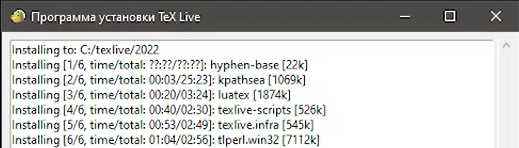 Программа установки TeX Live
Installing to: C:/texlive/2022
Installing [1/6, time/total: ??:??/??:??]: hyphen-base [22k]
Installing [2/6, time/total: 00:03/25:23]: kpathsea [1069k]
Installing [3/6, time/total: 00:20/03:24]: luatex [1874k]
Installing [4/6, time/total: 00:40/02:30]: texlive-scripts [526k]
Installing [5/6, time/total: 00:53/02:49]: texlive.infra [545k]
Installing [6/6, time/total: 01:04/02:56]: tlperl.win32 [7112k]